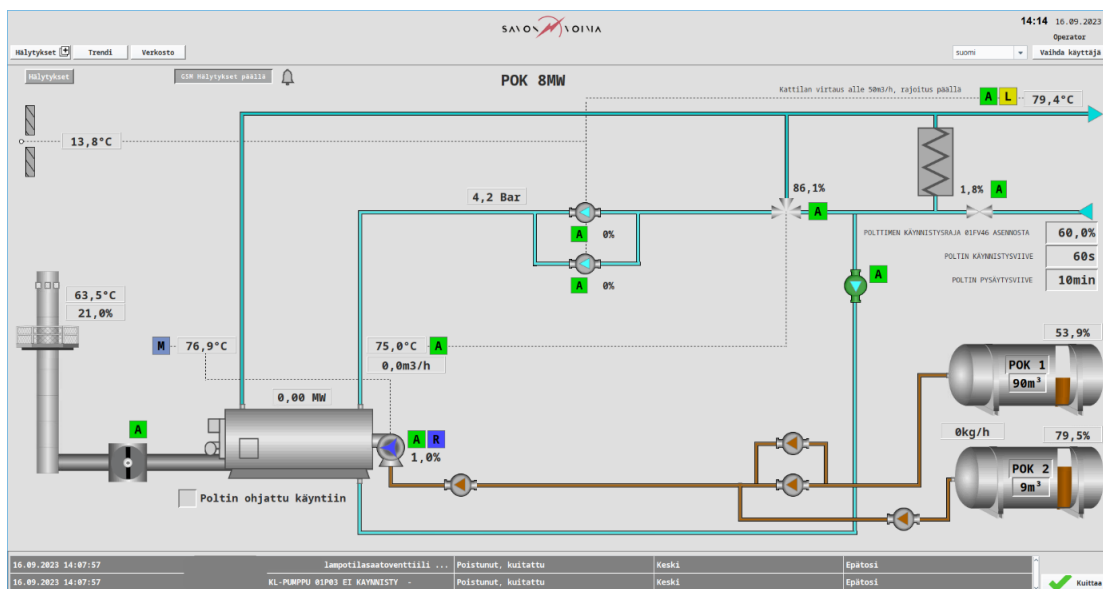 SAVON VOIMA
14:14 16.09.2023
Operator
Hälytykset Trendi Verkosto suomi Vaihda käyttäjä
Hälytykset GSM Hälytykset päällä
POK 8MW
Kattilan virtaus alle 50m3/h, rajoitus päällä A L 79,4°C
13,8°C
4,2 Bar
86,1%
A
1,8% A
A 0%
A 0%
POLTTIMEN KÄYNNISTYSRAJA 01FV46 ASENNOSTA 60,0%
POLTIN KÄYNNISTYSVIIVE 60s
POLTIN PYSÄYTYSVIIVE 10min
A
63,5°C
21,0%
M 76,9°C
75,0°C A
0,0m3/h
53,9%
POK 1
90m³
0,00 MW
A
A R
1,0%
0kg/h
79,5%
POK 2
9m³
Poltin ohjattu käyntiin
16.09.2023 14:07:57 lampotilasaatoventtiili ... Poistunut, kuitattu Keski Epätosi
16.09.2023 14:07:57 KL-PUMPPU 01P03 EI KAYNNISTY - Poistunut, kuitattu Keski Epätosi
Kuittaa